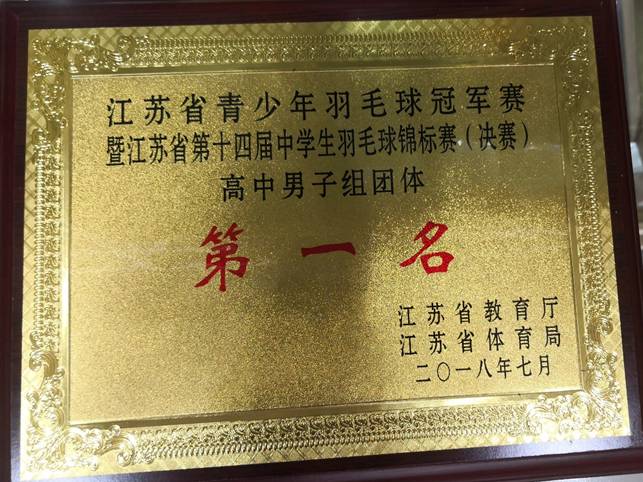 江苏省青少年羽毛球冠军赛
暨江苏省第十四届中学生羽毛球锦标赛(决赛)
高中男子组团体
第一名
江苏省教育厅
江苏省体育局
二〇一八年七月